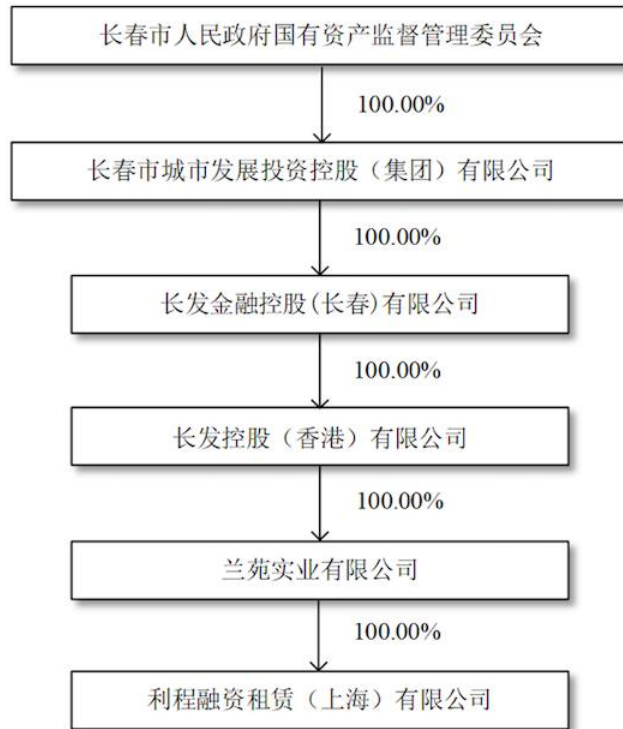 长春市人民政府国有资产监督管理委员会
100.00%
长春市城市发展投资控股（集团）有限公司
100.00%
长发金融控股(长春)有限公司
100.00%
长发控股（香港）有限公司
100.00%
兰苑实业有限公司
100.00%
利程融资租赁（上海）有限公司